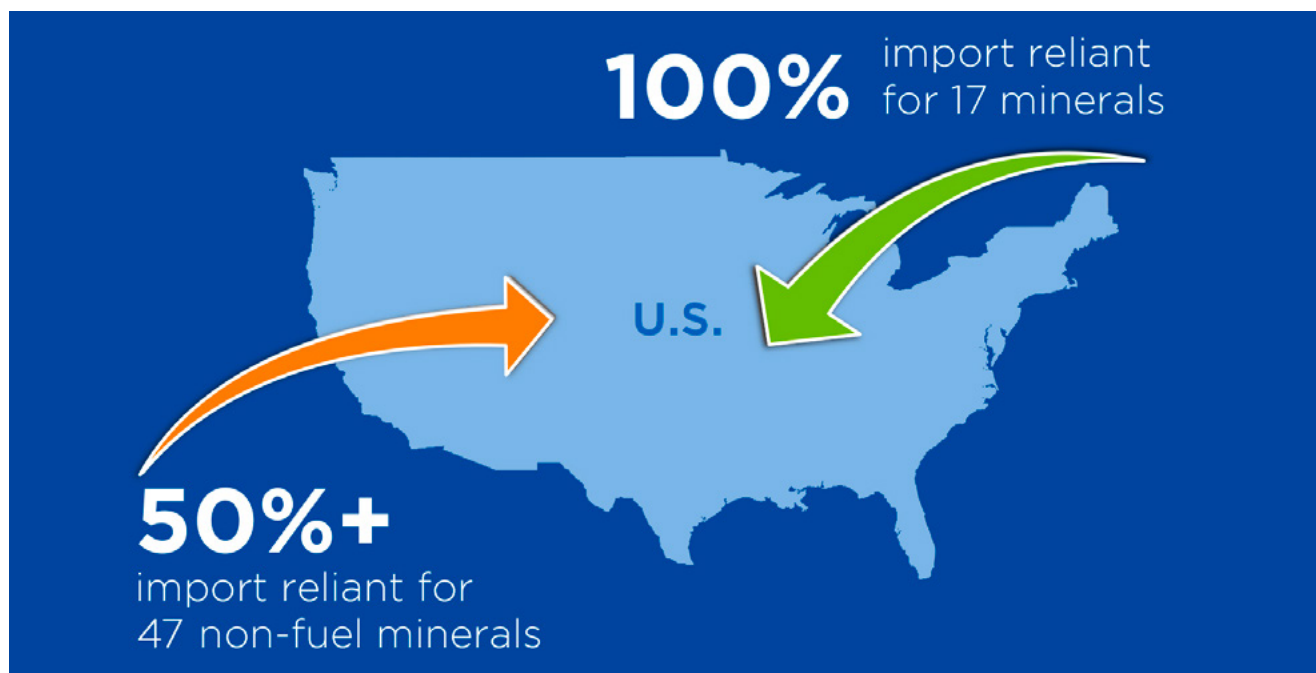 100%
import reliant
for 17 minerals
U.S.
50%+
import reliant for
47 non-fuel minerals